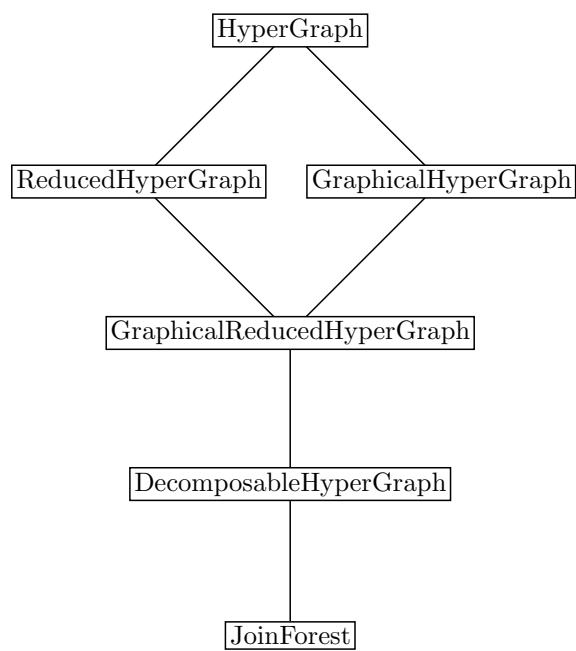 HyperGraph
ReducedHyperGraph
GraphicalHyperGraph
GraphicalReducedHyperGraph
DecomposableHyperGraph
JoinForest